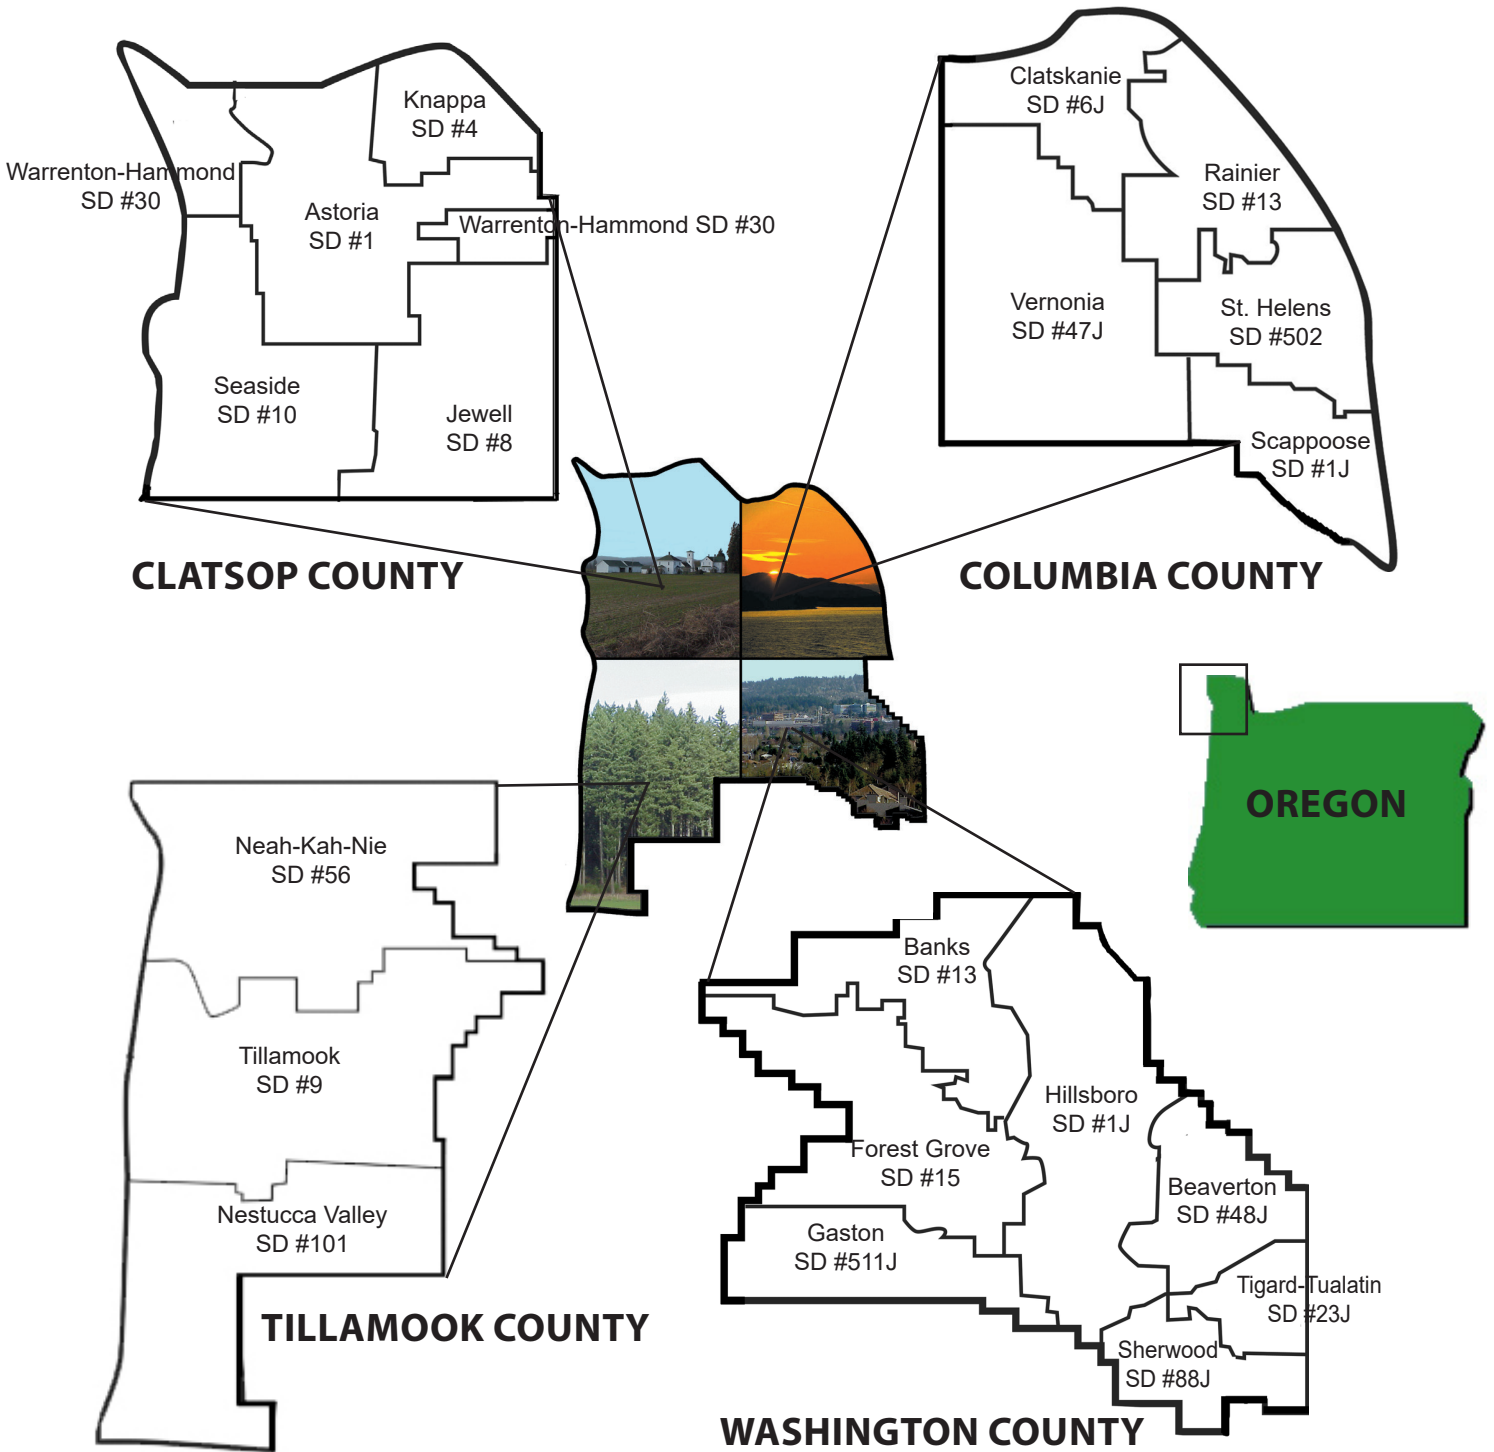 Knappa
SD #4
Warrenton-Hammond
SD #30
Astoria
SD #1
Warrenton-Hammond SD #30
Seaside
SD #10
Jewell
SD #8
CLATSOP COUNTY
Clatskanie
SD #6J
Rainier
SD #13
Vernonia
SD #47J
St. Helens
SD #502
Scappoose
SD #1J
COLUMBIA COUNTY
OREGON
Neah-Kah-Nie
SD #56
Tillamook
SD #9
Nestucca Valley
SD #101
TILLAMOOK COUNTY
Banks
SD #13
Hillsboro
SD #1J
Forest Grove
SD #15
Beaverton
SD #48J
Gaston
SD #511J
Tigard-Tualatin
SD #23J
Sherwood
SD #88J
WASHINGTON COUNTY